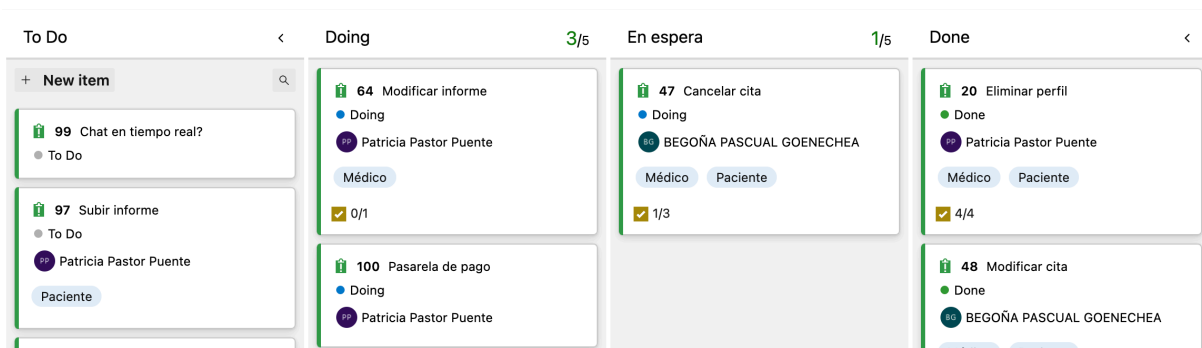 To Do
+ New item
99 Chat en tiempo real?
To Do
97 Subir informe
To Do
PP Patricia Pastor Puente
Paciente
Doing 3/5
64 Modificar informe
Doing
PP Patricia Pastor Puente
Médico
0/1
100 Pasarela de pago
Doing
PP Patricia Pastor Puente
En espera 1/5
47 Cancelar cita
Doing
BG BEGOÑA PASCUAL GOENECHEA
Médico Paciente
1/3
Done
20 Eliminar perfil
Done
PP Patricia Pastor Puente
Médico Paciente
4/4
48 Modificar cita
Done
BG BEGOÑA PASCUAL GOENECHEA